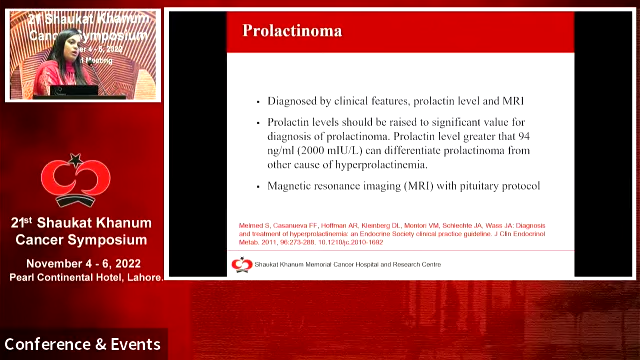 21st Shaukat Khanum
Cancer Symposium
4 - 6, 2022
Meeting
Prolactinoma
• Diagnosed by clinical features, prolactin level and MRI
• Prolactin levels should be raised to significant value for
diagnosis of prolactinoma. Prolactin level greater that 94
ng/ml (2000 mIU/L) can differentiate prolactinoma from
other cause of hyperprolactinemia.
• Magnetic resonance imaging (MRI) with pituitary protocol
Melmed S, Casanueva FF, Hoffman AR, Kleinberg DL, Montori VM, Schlechte JA, Wass JA: Diagnosis
and treatment of hyperprolactinemia: an Endocrine Society clinical practice guideline. J Clin Endocrinol
Metab. 2011, 96:273-288. 10.1210/jc.2010-1692
Shaukat Khanum Memorial Cancer Hospital and Research Centre
21st Shaukat Khanum
Cancer Symposium
November 4 - 6, 2022
Pearl Continental Hotel, Lahore.
Conference & Events